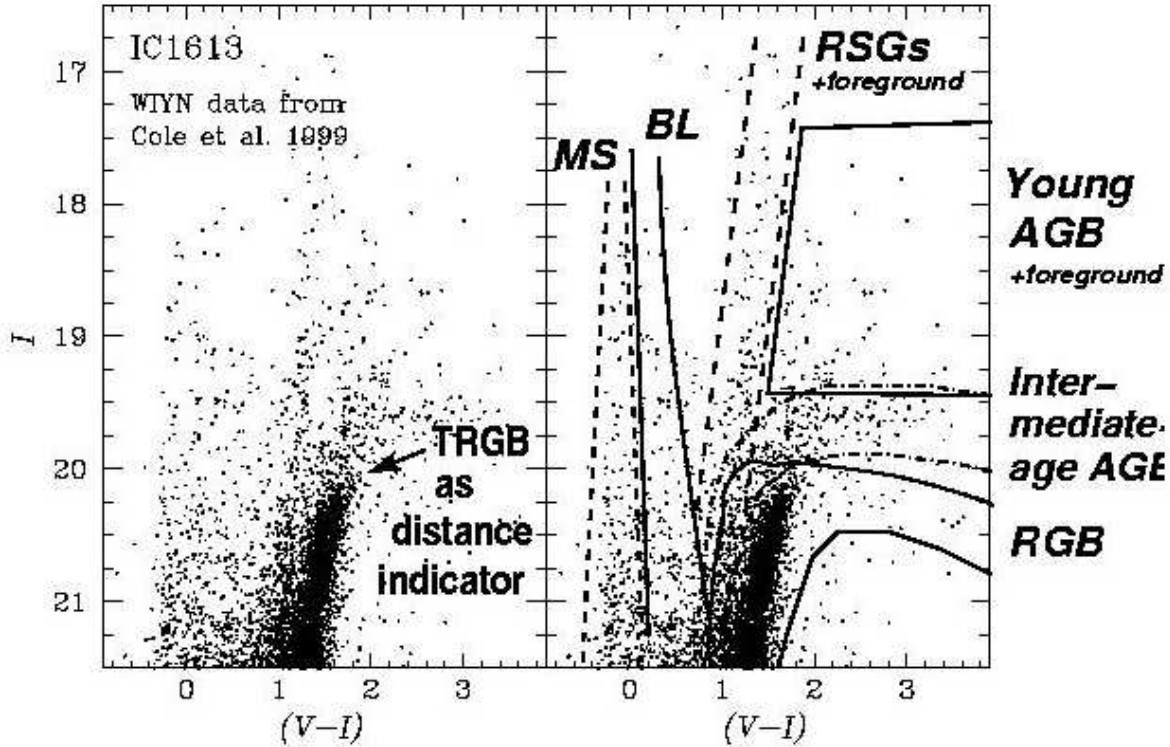 IC1613
WIYN data from
Cole et al. 1999
17
18
19
20
21
I
TRGB
as
distance
indicator
0 1 2 3
(V−I)
RSGs
+foreground
BL
MS
Young
AGB
+foreground
Inter−
mediate-
age AGB
RGB
0 1 2 3
(V−I)